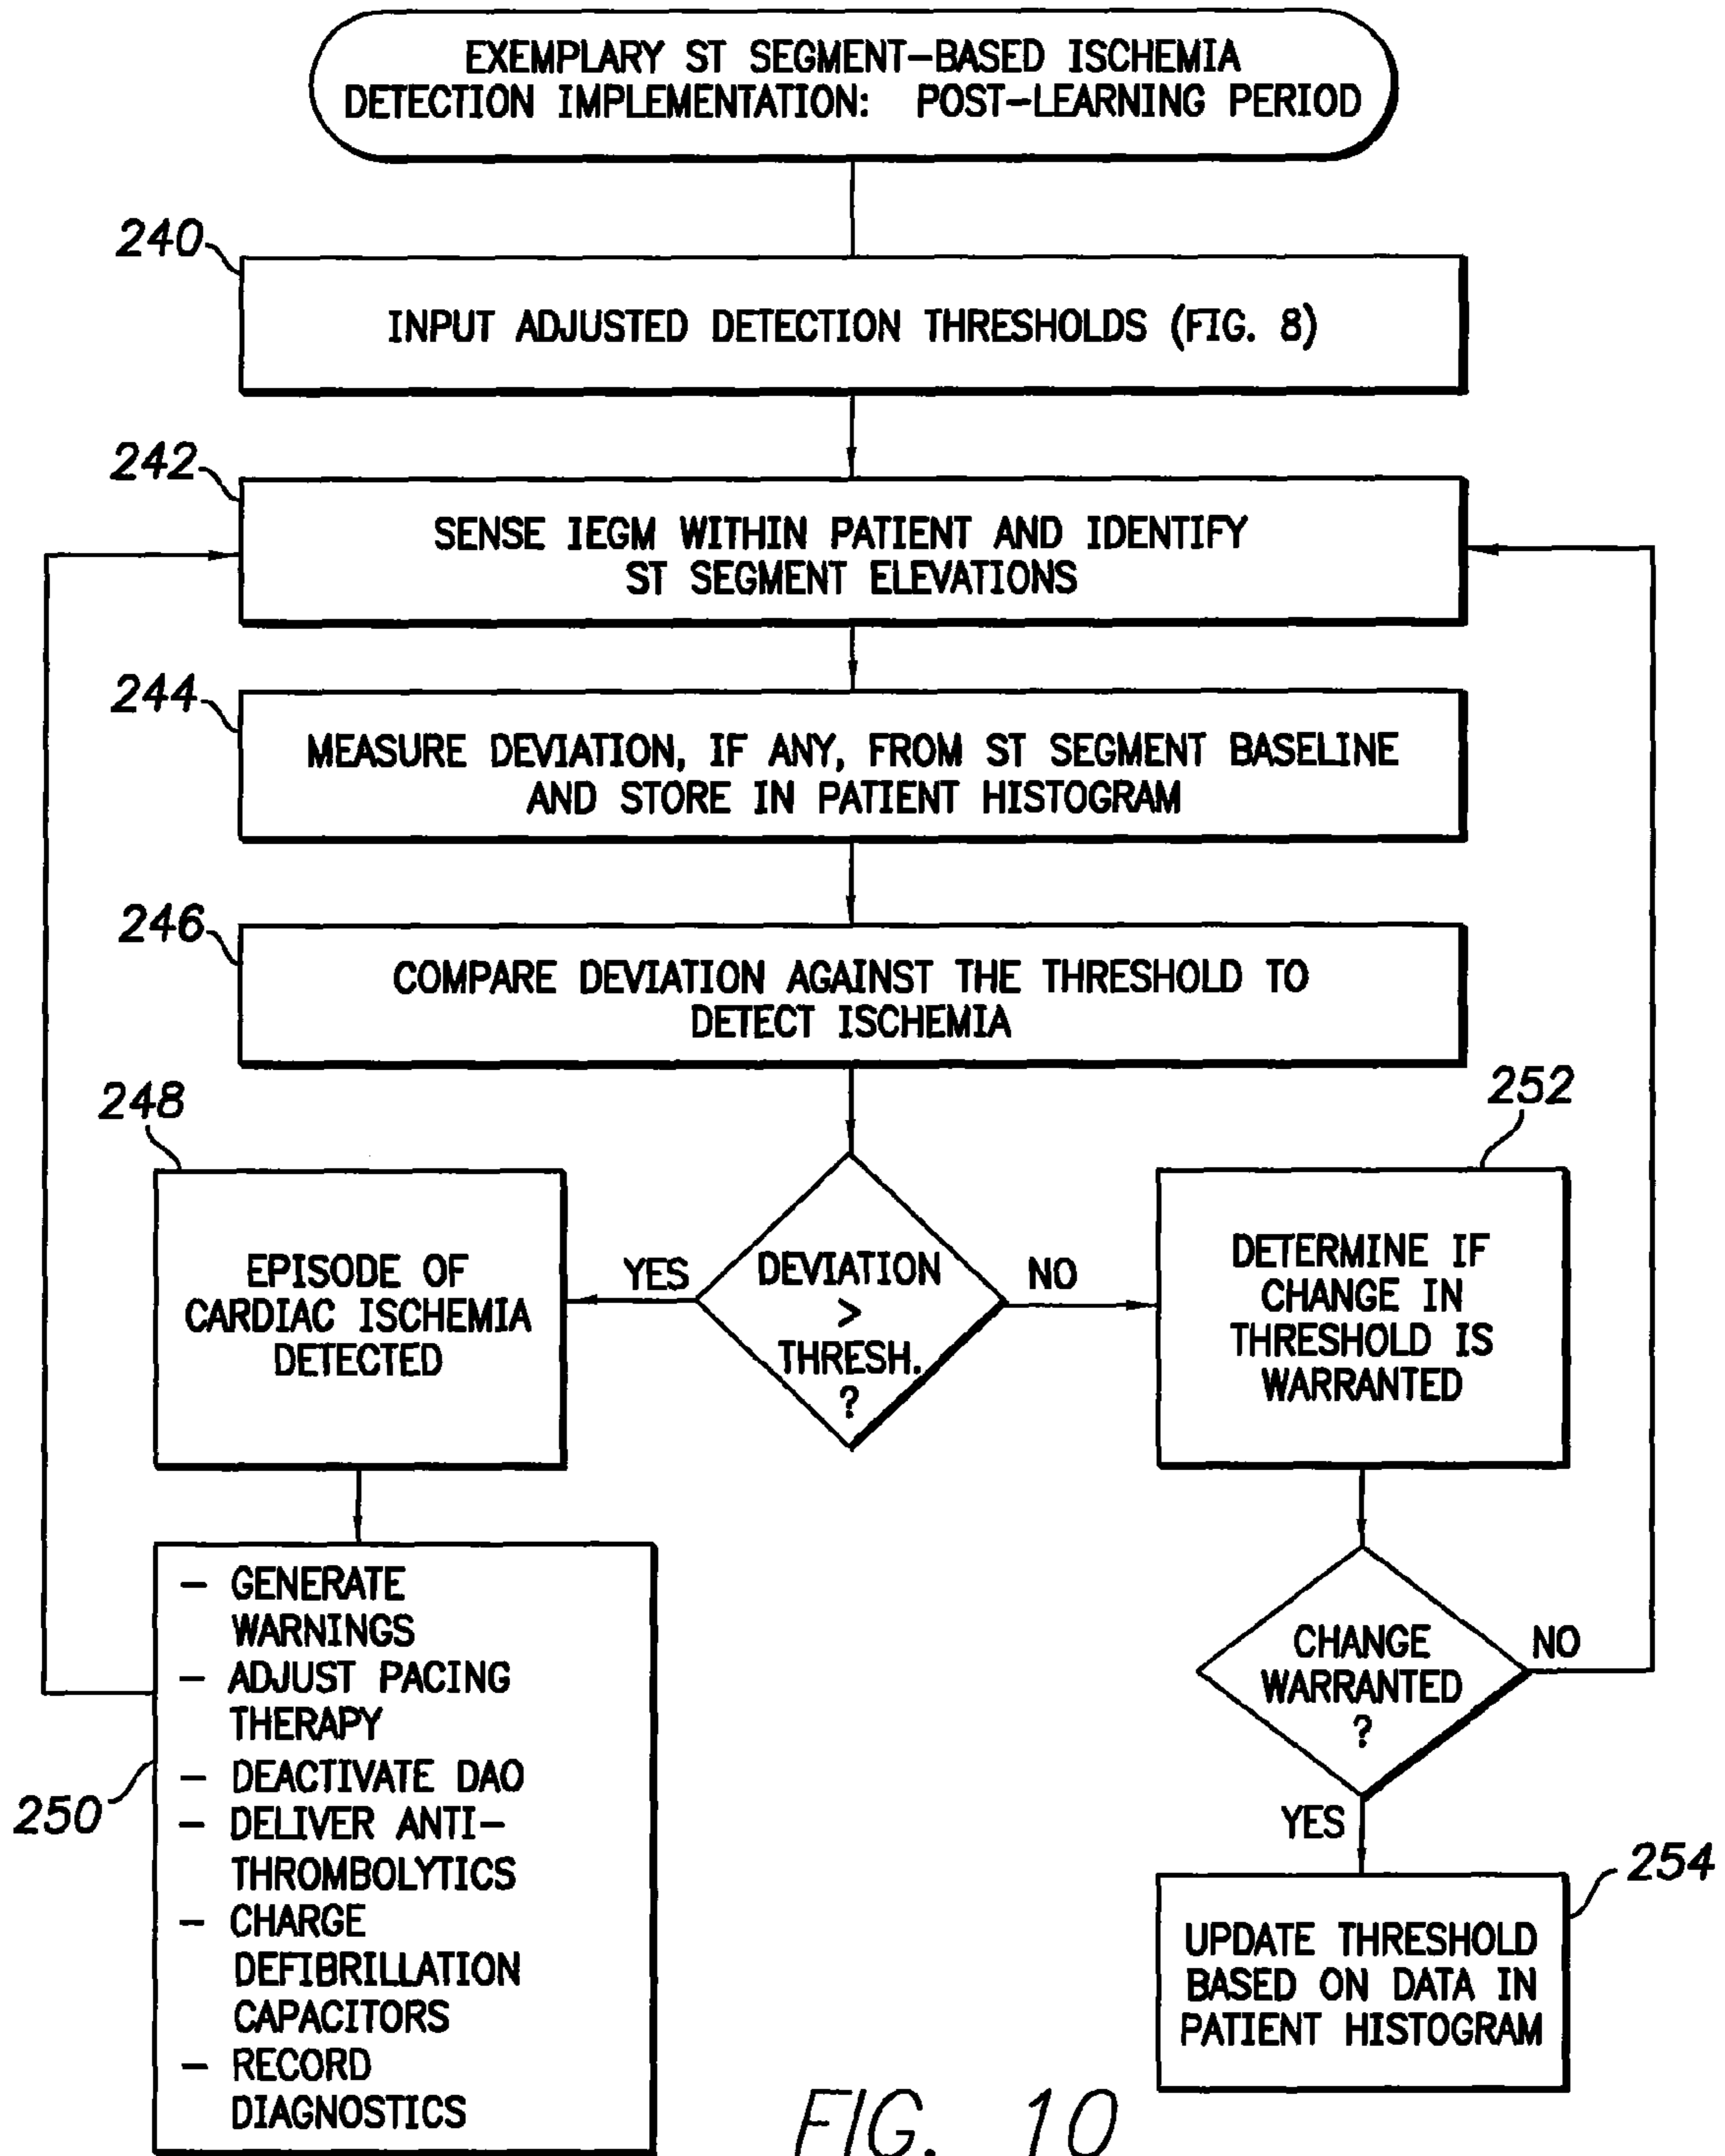 EXEMPLARY ST SEGMENT-BASED ISCHEMIA
DETECTION IMPLEMENTATION: POST-LEARNING PERIOD
240
INPUT ADJUSTED DETECTION THRESHOLDS (FIG. 8)
242
SENSE IEGM WITHIN PATIENT AND IDENTIFY
ST SEGMENT ELEVATIONS
244
MEASURE DEVIATION, IF ANY, FROM ST SEGMENT BASELINE
AND STORE IN PATIENT HISTOGRAM
246
COMPARE DEVIATION AGAINST THE THRESHOLD TO
DETECT ISCHEMIA
248
EPISODE OF
CARDIAC ISCHEMIA
DETECTED
YES
DEVIATION
>
THRESH.
?
NO
252
DETERMINE IF
CHANGE IN
THRESHOLD IS
WARRANTED
250
– GENERATE
WARNINGS
– ADJUST PACING
THERAPY
– DEACTIVATE DAO
– DELIVER ANTI–
THROMBOLYTICS
– CHARGE
DEFIBRILLATION
CAPACITORS
– RECORD
DIAGNOSTICS
CHANGE
WARRANTED
?
NO
YES
254
UPDATE THRESHOLD
BASED ON DATA IN
PATIENT HISTOGRAM
FIG. 10